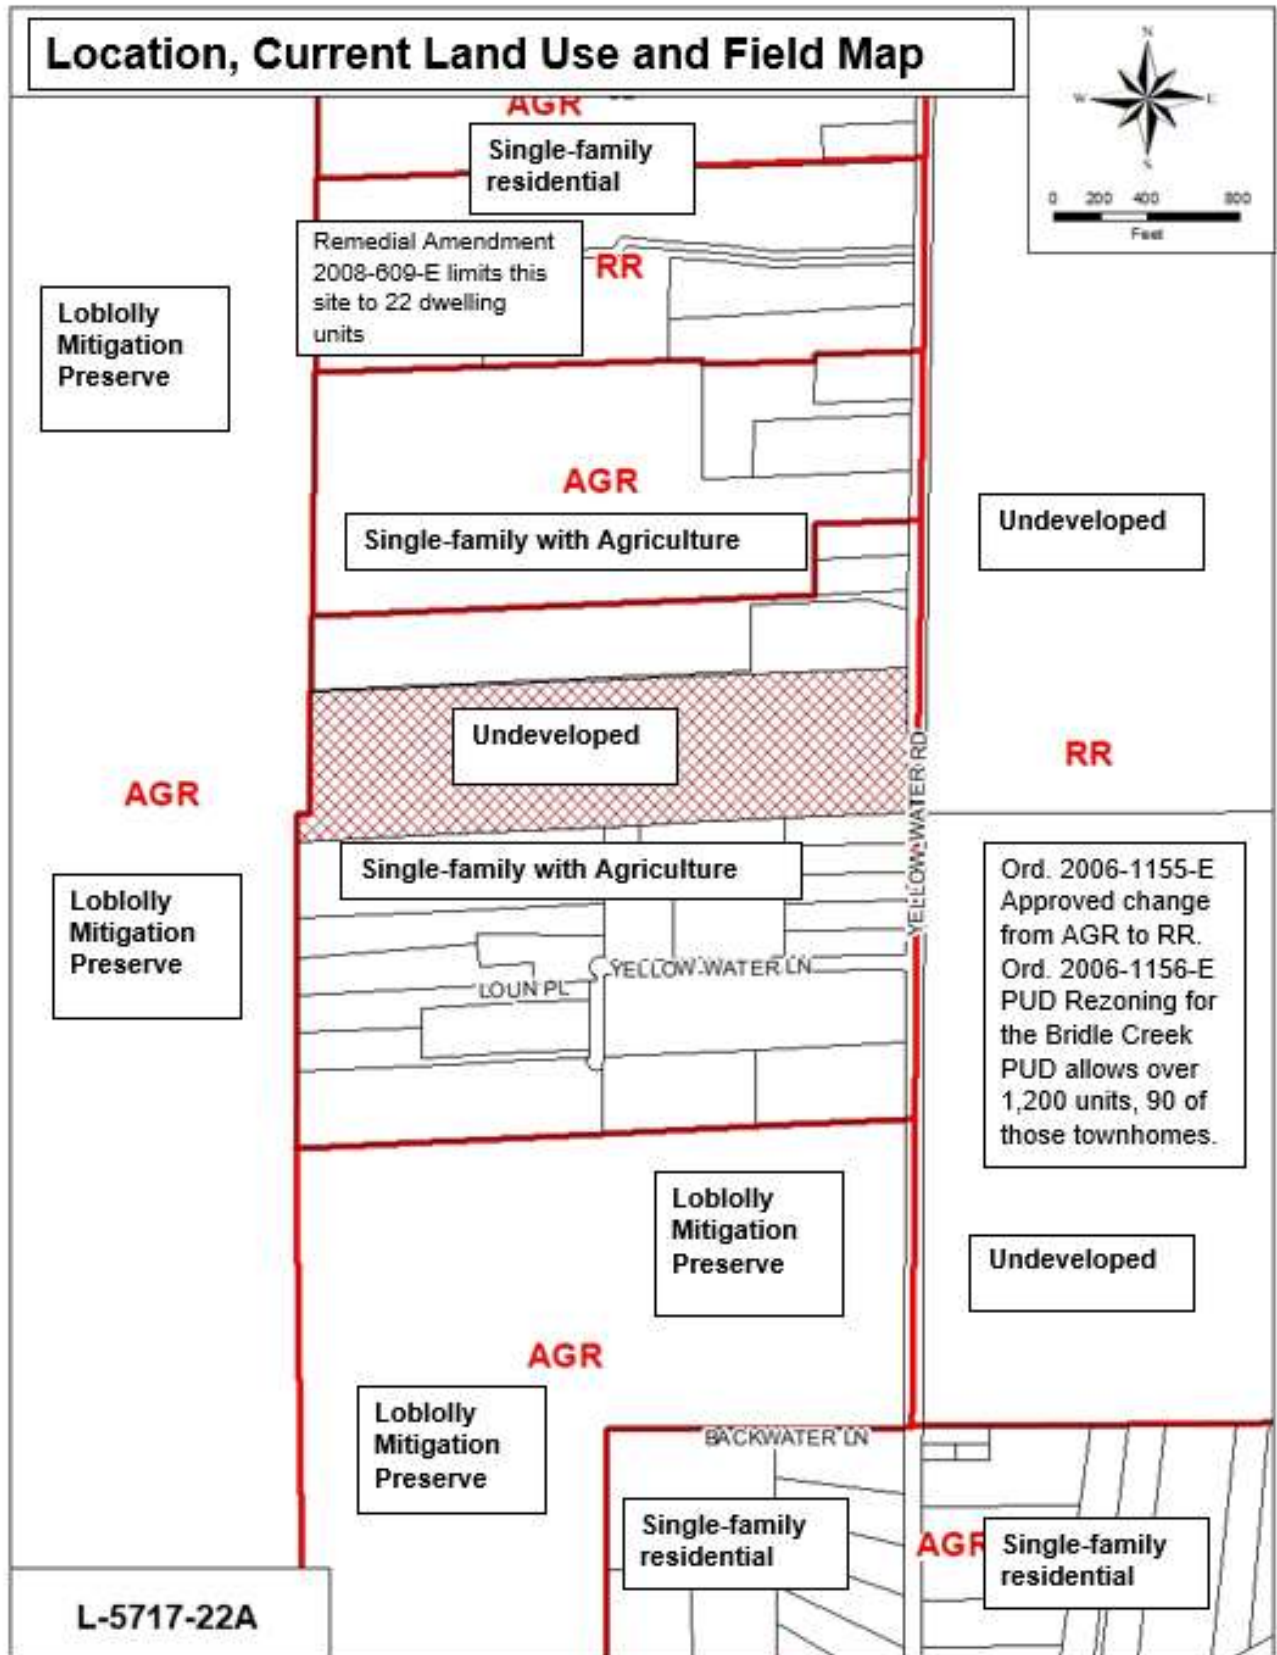 Location, Current Land Use and Field Map
N
W
E
S
0 200 400 800
Feet
AGR
Single-family
residential
Remedial Amendment
2008-609-E limits this
site to 22 dwelling
units
RR
Loblolly
Mitigation
Preserve
AGR
Single-family with Agriculture
Undeveloped
Undeveloped
YELLOW WATER RD
RR
AGR
Single-family with Agriculture
Loblolly
Mitigation
Preserve
YELLOW WATER LN
LOUN PL
Ord. 2006-1155-E
Approved change
from AGR to RR.
Ord. 2006-1156-E
PUD Rezoning for
the Bridle Creek
PUD allows over
1,200 units, 90 of
those townhomes.
Loblolly
Mitigation
Preserve
Undeveloped
AGR
Loblolly
Mitigation
Preserve
BACKWATER LN
Single-family
residential
AGR
Single-family
residential
L-5717-22A